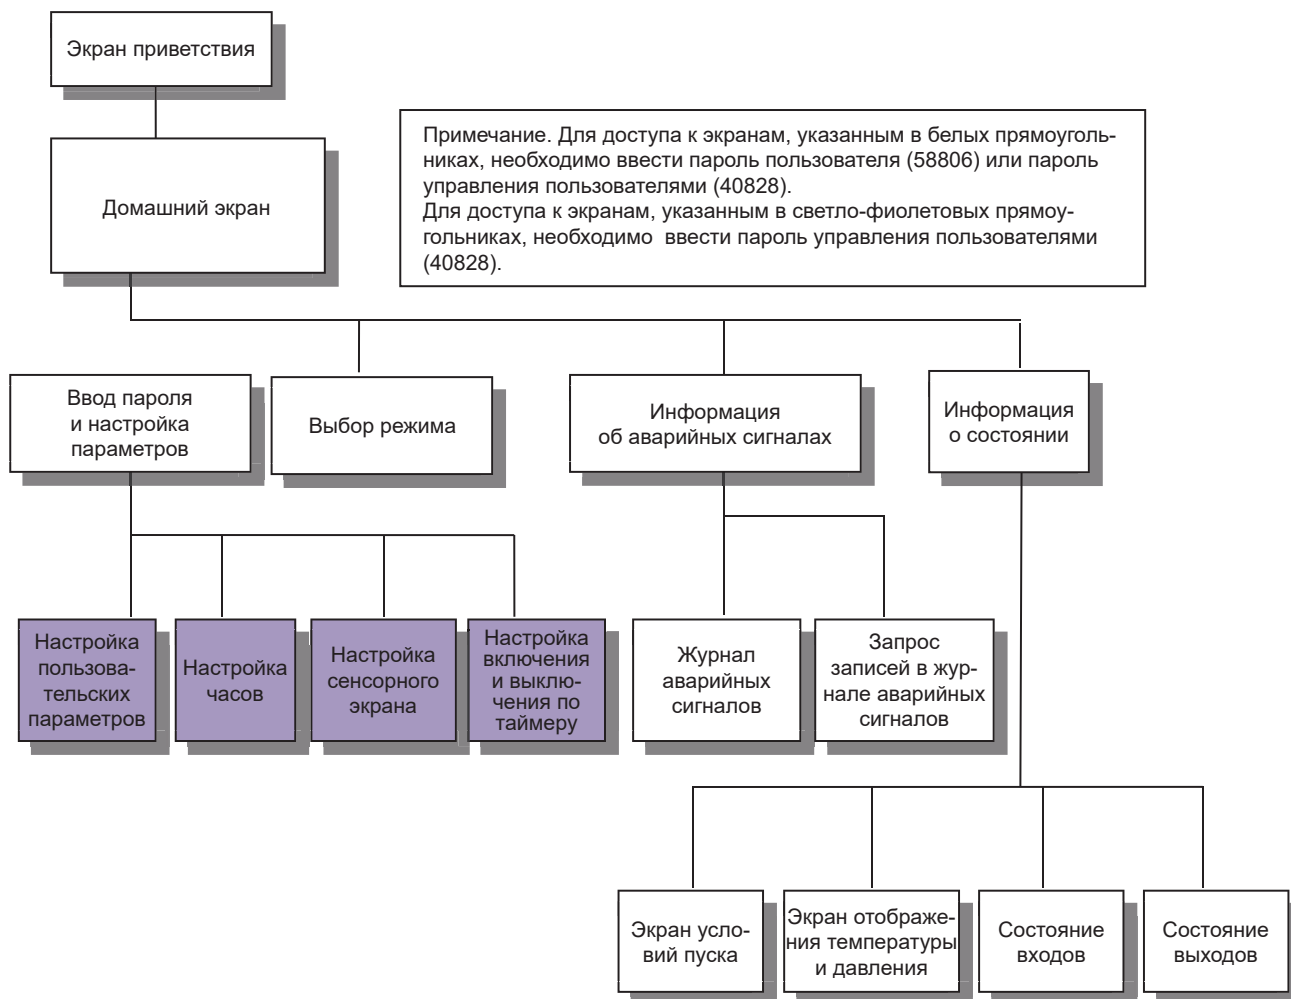 Экран приветствия
Домашний экран
Примечание. Для доступа к экранам, указанным в белых прямоуголь-
никах, необходимо ввести пароль пользователя (58806) или пароль
управления пользователями (40828).
Для доступа к экранам, указанным в светло-фиолетовых прямоу-
гольниках, необходимо  ввести пароль управления пользователями
(40828).
Ввод пароля
и настройка
параметров
Выбор режима
Информация
об аварийных сигналах
Информация
о состоянии
Настройка
пользова-
тельских
параметров
Настройка
часов
Настройка
сенсорного
экрана
Настройка
включения
и выклю-
чения по
таймеру
Журнал
аварийных
сигналов
Запрос
записей в жур-
нале аварийных
сигналов
Экран усло-
вий пуска
Экран отображе-
ния температуры
и давления
Состояние
входов
Состояние
выходов